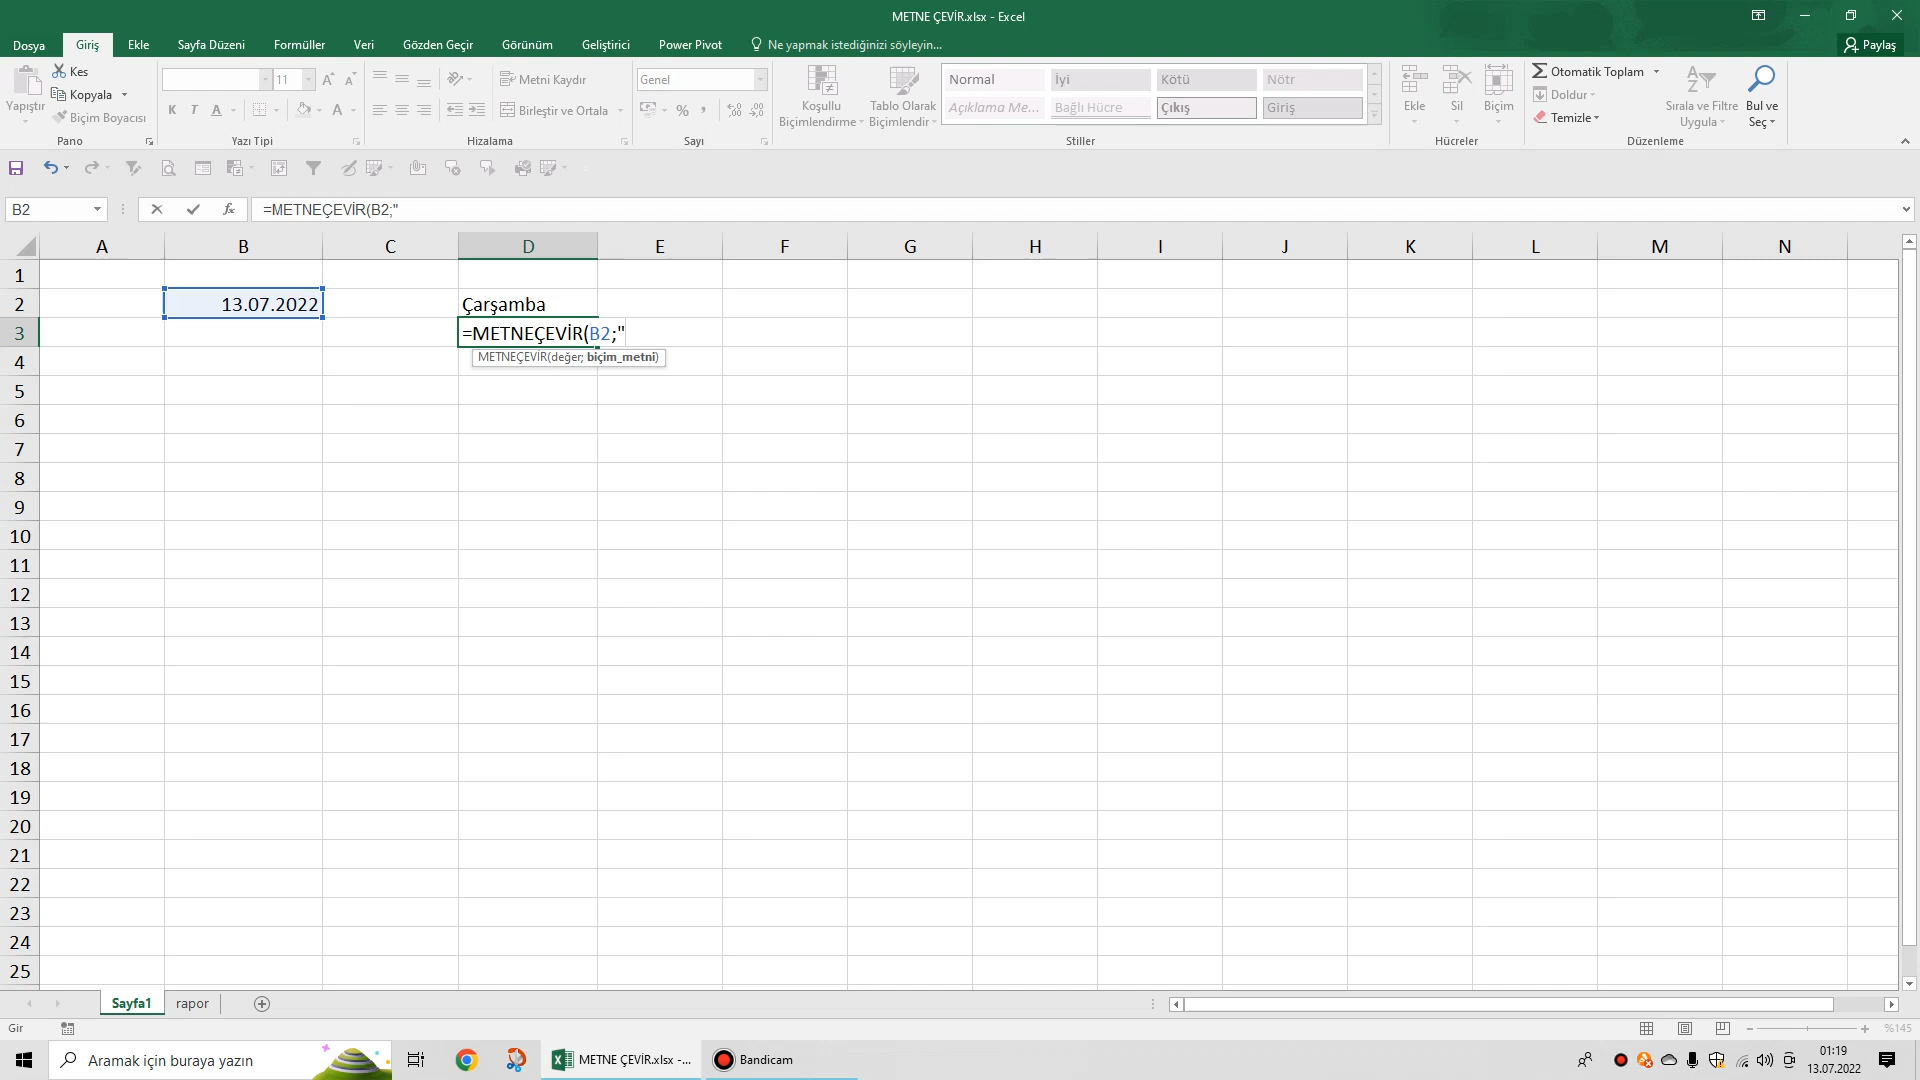 METNE ÇEVİR.xlsx - Excel
Dosya Giriş Ekle Sayfa Düzeni Formüller Veri Gözden Geçir Görünüm Geliştirici Power Pivot Ne yapmak istediğinizi söyleyin... Paylaş
Yapıştır
Kes
Kopyala
Biçim Boyacısı
Pano
11
K T A
Yazı Tipi
Metni Kaydır
Birleştir ve Ortala
Hizalama
Genel
Sayı
Koşullu Biçimlendirme
Tablo Olarak Biçimlendir
Normal İyi Kötü Nötr
Açıklama Me... Bağlı Hücre Çıkış Giriş
Stiller
Ekle Sil Biçim
Hücreler
Otomatik Toplam
Doldur
Temizle
Sırala ve Filtre Uygula
Bul ve Seç
Düzenleme
B2 fx =METNEÇEVİR(B2;"
A B C D E F G H I J K L M N
1
2 13.07.2022 Çarşamba
3 =METNEÇEVİR(B2;"
METNEÇEVİR(değer; biçim_metni)
4
5
6
7
8
9
10
11
12
13
14
15
16
17
18
19
20
21
22
23
24
25
Sayfa1 rapor
Gir %145
Aramak için buraya yazın METNE ÇEVİR.xlsx -... Bandicam 01:19
13.07.2022